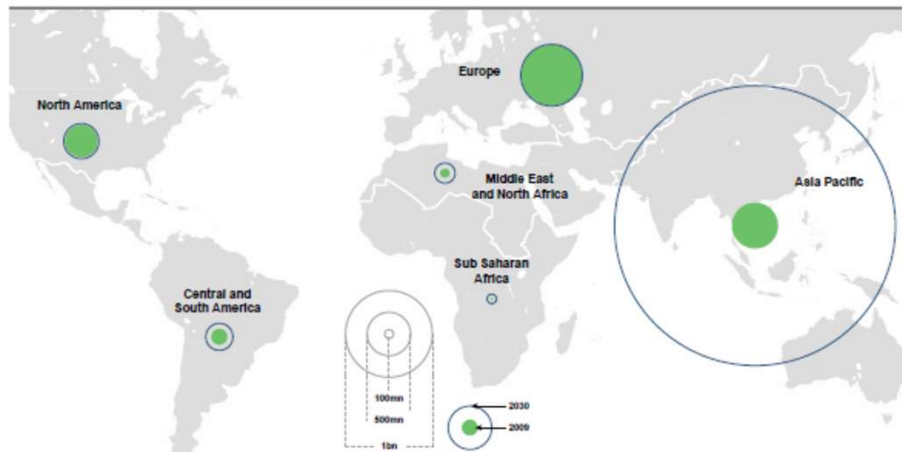 Europe
North America
Asia Pacific
Middle East
and North Africa
Sub Saharan
Africa
Central and
South America
100mn
500mn
1bn
2030
2009